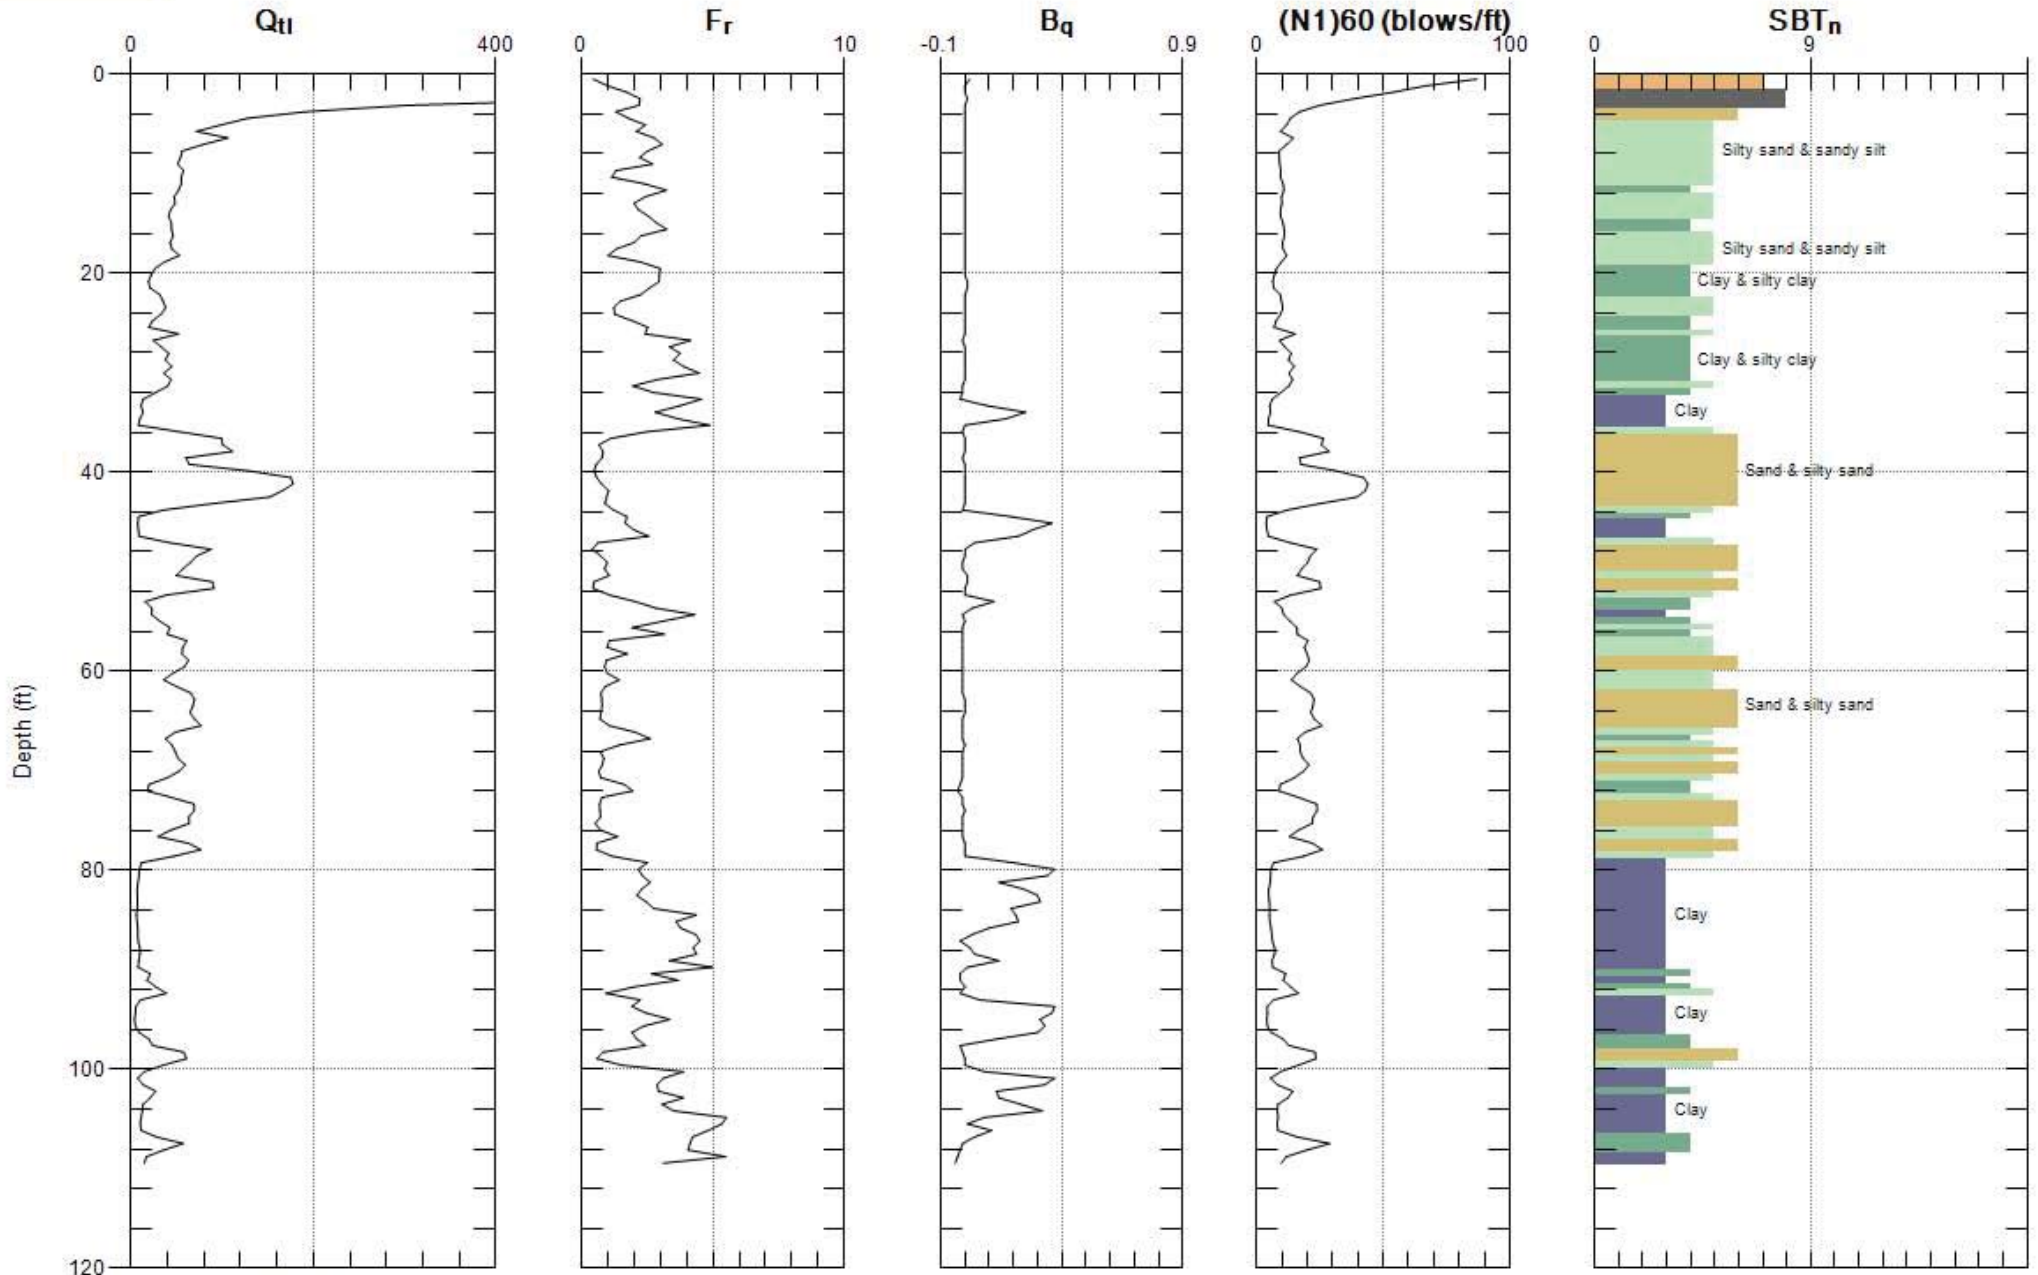 Qtl Fr Bq (N1)60 (blows/ft) SBTn
0 400 0 10 -0.1 0.9 0 100 0 9
0
Silty sand & sandy silt
Silty sand & sandy silt
20
Clay & silty clay
Clay & silty clay
Clay
40 Sand & silty sand
60
Sand & silty sand
Depth (ft)
80
Clay
Clay
100
Clay
120